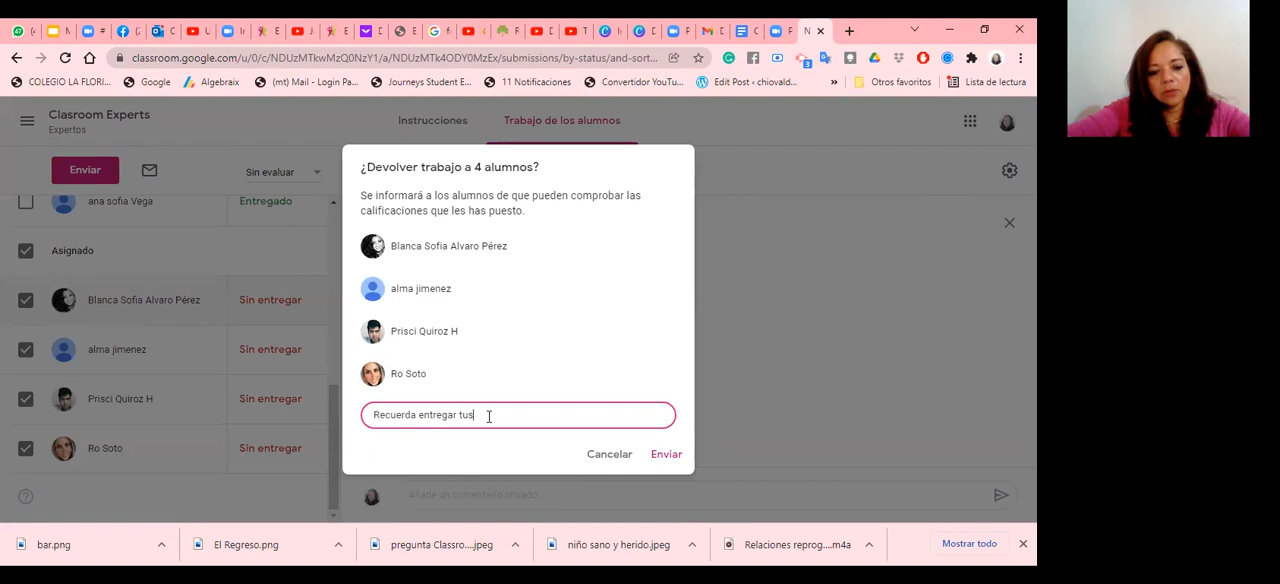 classroom.google.com/u/0/c/NDUzMTkwMzQ0NzY1/a/NDUzMTk4ODY0MzEx/submissions/by-status/and-sort...
COLEGIO LA FLORI...
Google
Algebraix
(mt) Mail - Login Pa...
Journeys Student E...
11 Notificaciones
Convertidor YouTu...
Edit Post ‹ chiovald...
»
Otros favoritos
Lista de lectura
Clasroom Experts
Expertos
Instrucciones
Trabajo de los alumnos
Enviar
Sin evaluar
ana sofia Vega
Entregado
Asignado
Blanca Sofia Alvaro Pérez
Sin entregar
alma jimenez
Sin entregar
Prisci Quiroz H
Sin entregar
Ro Soto
Sin entregar
¿Devolver trabajo a 4 alumnos?
Se informará a los alumnos de que pueden comprobar las
calificaciones que les has puesto.
Blanca Sofia Alvaro Pérez
alma jimenez
Prisci Quiroz H
Ro Soto
Recuerda entregar tus
Cancelar
Enviar
Añade un comentario privado...
bar.png
El Regreso.png
pregunta Classro....jpeg
niño sano y herido.jpeg
Relaciones reprog....m4a
Mostrar todo